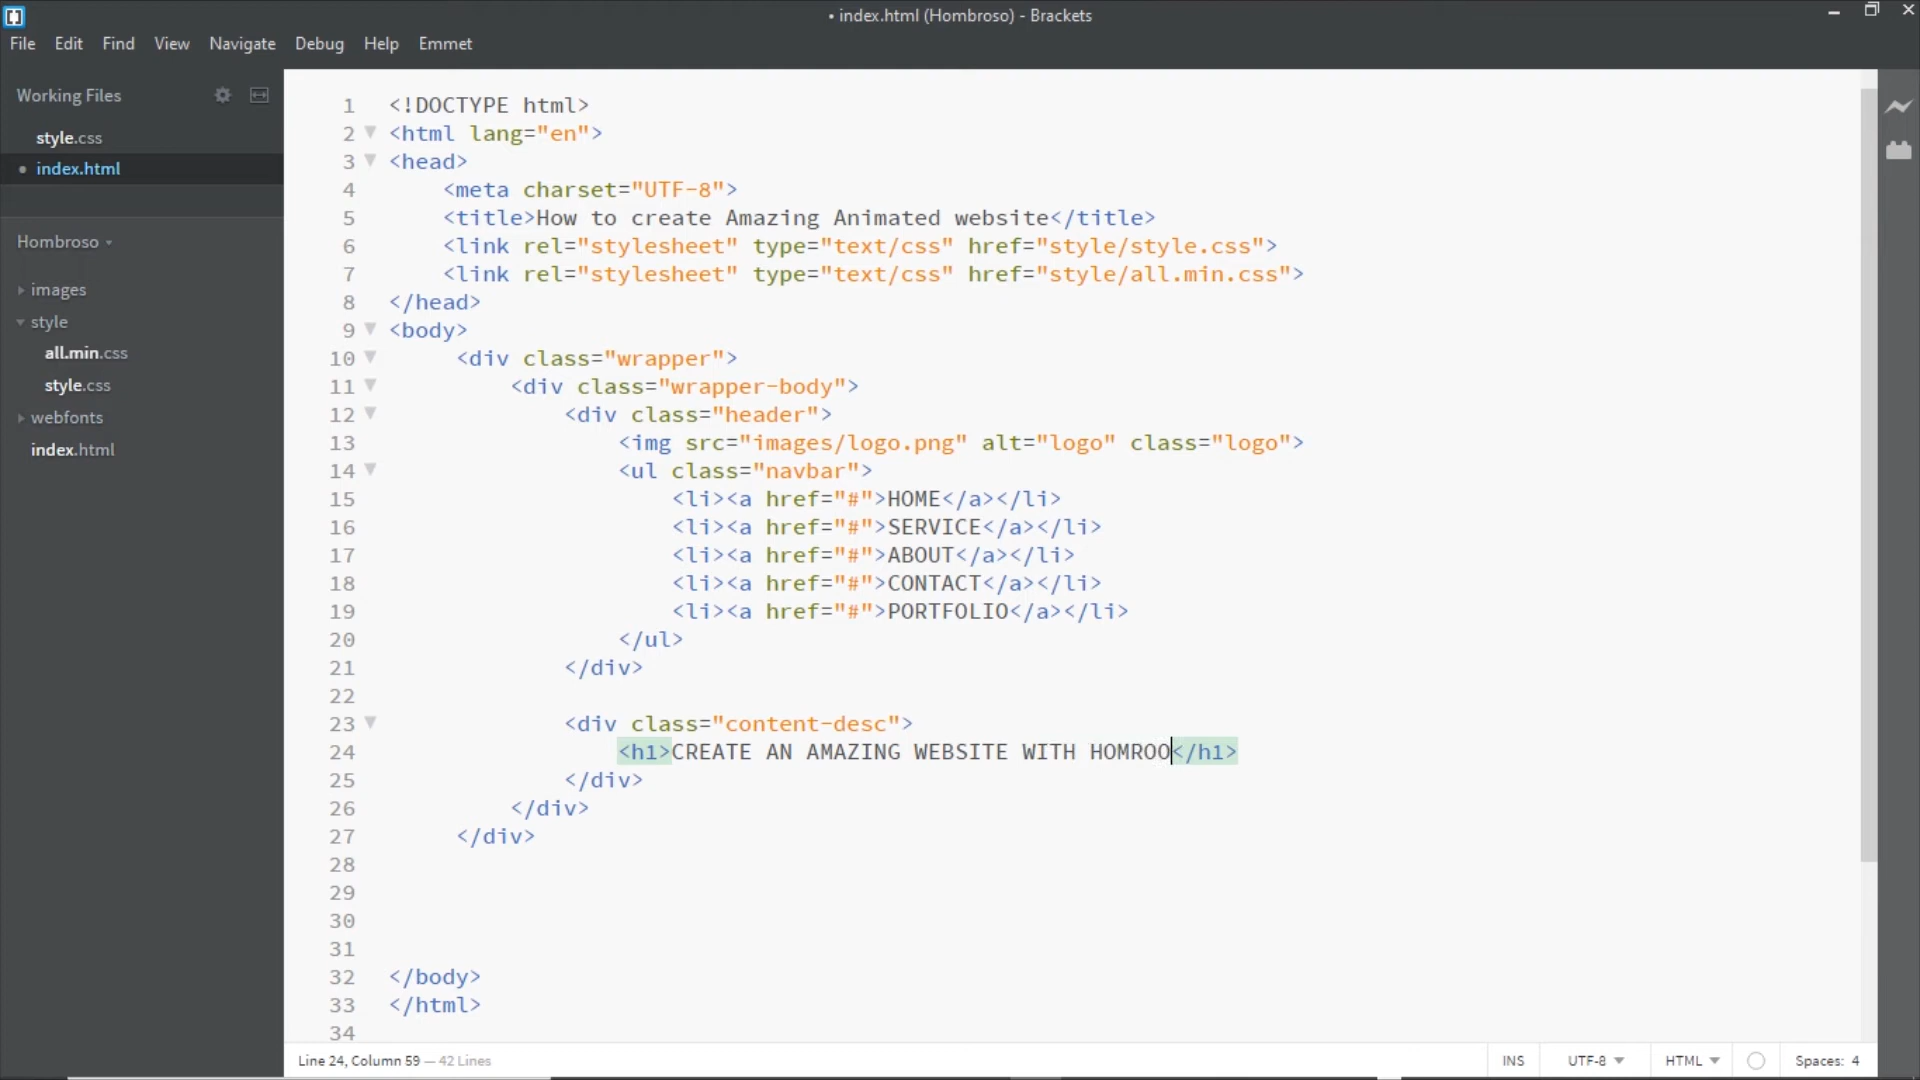 • index.html (Hombroso) - Brackets
File Edit Find View Navigate Debug Help Emmet
Working Files
style.css
• index.html
Hombroso
images
style
all.min.css
style.css
webfonts
index.html
1 <!DOCTYPE html>
2 <html lang="en">
3 <head>
4 <meta charset="UTF-8">
5 <title>How to create Amazing Animated website</title>
6 <link rel="stylesheet" type="text/css" href="style/style.css">
7 <link rel="stylesheet" type="text/css" href="style/all.min.css">
8 </head>
9 <body>
10 <div class="wrapper">
11 <div class="wrapper-body">
12 <div class="header">
13 <img src="images/logo.png" alt="logo" class="logo">
14 <ul class="navbar">
15 <li><a href="#">HOME</a></li>
16 <li><a href="#">SERVICE</a></li>
17 <li><a href="#">ABOUT</a></li>
18 <li><a href="#">CONTACT</a></li>
19 <li><a href="#">PORTFOLIO</a></li>
20 </ul>
21 </div>
22
23 <div class="content-desc">
24 <h1>CREATE AN AMAZING WEBSITE WITH HOMROO</h1>
25 </div>
26 </div>
27 </div>
28
29
30
31
32 </body>
33 </html>
34
Line 24, Column 59 — 42 Lines
INS UTF-8 HTML Spaces: 4